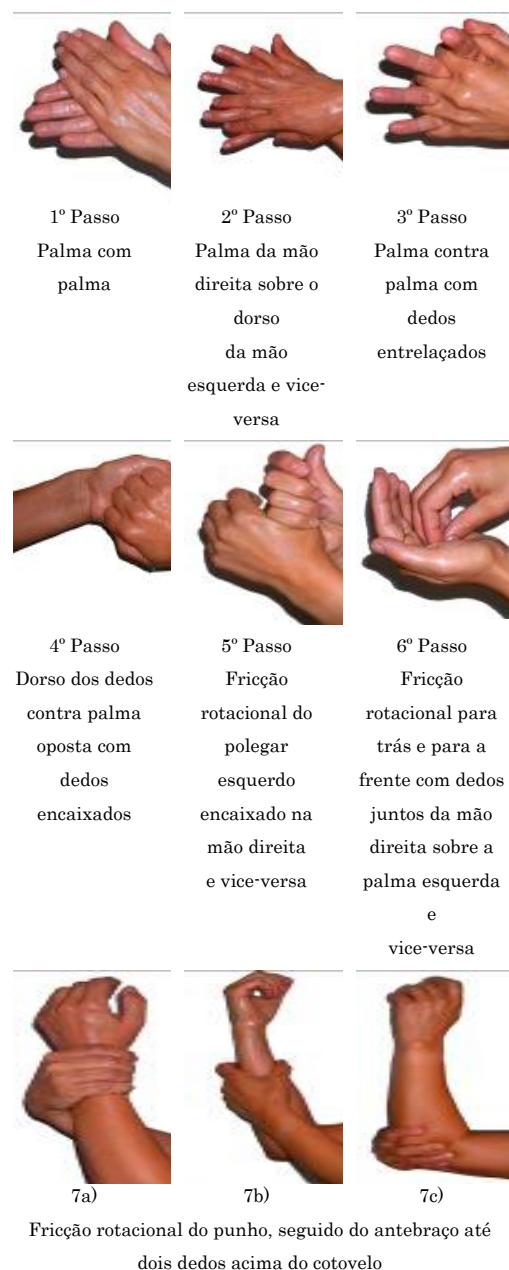 1º Passo
Palma com
palma
2º Passo
Palma da mão
direita sobre o
dorso
da mão
esquerda e vice-
versa
3º Passo
Palma contra
palma com
dedos
entrelaçados
4º Passo
Dorso dos dedos
contra palma
oposta com
dedos
encaixados
5º Passo
Fricção
rotacional do
polegar
esquerdo
encaixado na
mão direita
e vice-versa
6º Passo
Fricção
rotacional para
trás e para a
frente com dedos
juntos da mão
direita sobre a
palma esquerda
e
vice-versa
7a)
7b)
7c)
Fricção rotacional do punho, seguido do antebraço até
dois dedos acima do cotovelo